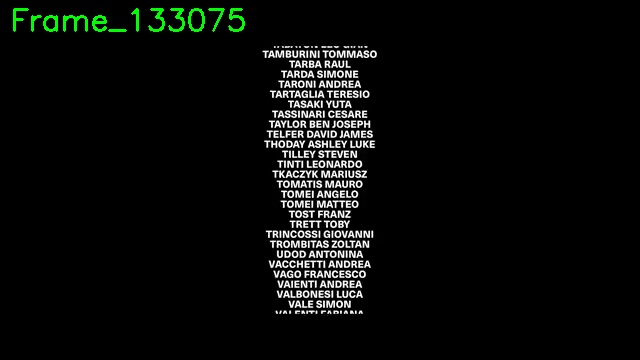 Frame_133075
TAMBURINI TOMMASO
TARBA RAUL
TARDA SIMONE
TARONI ANDREA
TARTAGLIA TERESIO
TASAKI YUTA
TASSINARI CESARE
TAYLOR BEN JOSEPH
TELFER DAVID JAMES
THODAY ASHLEY LUKE
TILLEY STEVEN
TINTI LEONARDO
TKACZYK MARIUSZ
TOMATIS MAURO
TOMEI ANGELO
TOMEI MATTEO
TOST FRANZ
TRETT TOBY
TRINCOSSI GIOVANNI
TROMBITAS ZOLTAN
UDOD ANTONINA
VACCHETTI ANDREA
VAGO FRANCESCO
VAIENTI ANDREA
VALBONESI LUCA
VALE SIMON
VALENTI FABIANA